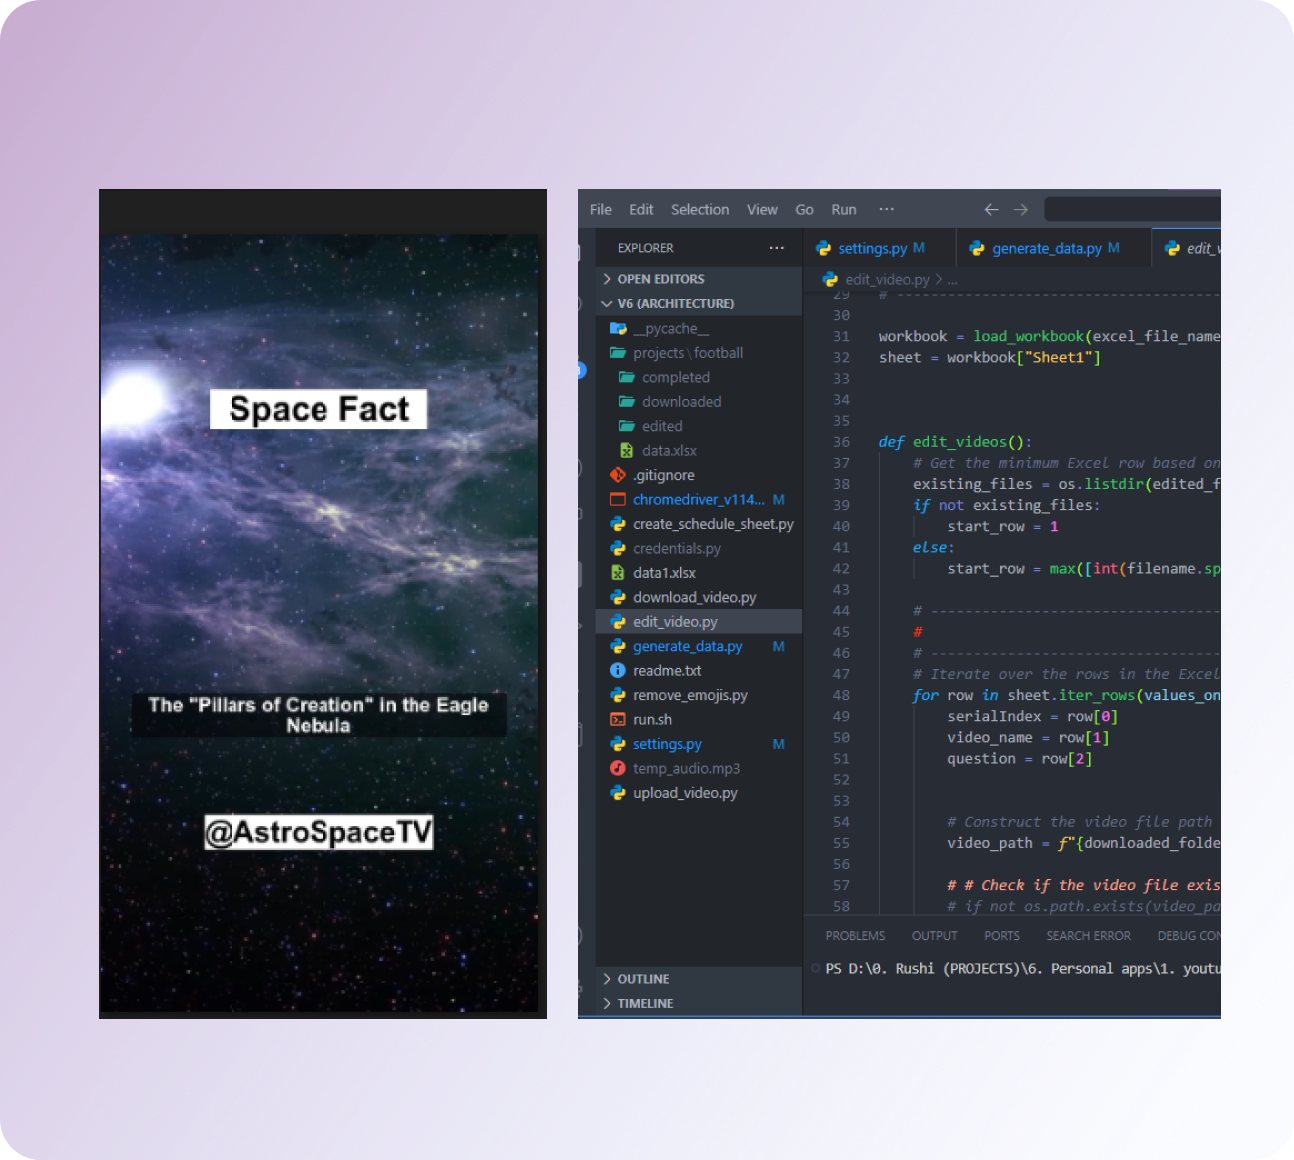 Space Fact
The "Pillars of Creation" in the Eagle
Nebula
@AstroSpaceTV
File Edit Selection View Go Run ···
EXPLORER ···
OPEN EDITORS
V6 (ARCHITECTURE)
__pycache__
projects\football
completed
downloaded
edited
data.xlsx
.gitignore
chromedriver_v114... M
create_schedule_sheet.py
credentials.py
data1.xlsx
download_video.py
edit_video.py
generate_data.py M
readme.txt
remove_emojis.py
run.sh
settings.py M
temp_audio.mp3
upload_video.py
OUTLINE
TIMELINE
settings.py M generate_data.py M edit_v
edit_video.py > ...
29 # ----------------------------------
30
31 workbook = load_workbook(excel_file_name
32 sheet = workbook["Sheet1"]
33
34
35
36 def edit_videos():
37 # Get the minimum Excel row based on
38 existing_files = os.listdir(edited_f
39 if not existing_files:
40 start_row = 1
41 else:
42 start_row = max([int(filename.sp
43
44 # ----------------------------------
45 #
46 # ----------------------------------
47 # Iterate over the rows in the Excel
48 for row in sheet.iter_rows(values_on
49 serialIndex = row[0]
50 video_name = row[1]
51 question = row[2]
52
53
54 # Construct the video file path
55 video_path = f"{downloaded_folde
56
57 # # Check if the video file exis
58 # if not os.path.exists(video_pa
PROBLEMS OUTPUT PORTS SEARCH ERROR DEBUG CON
PS D:\0. Rushi (PROJECTS)\6. Personal apps\1. youtu